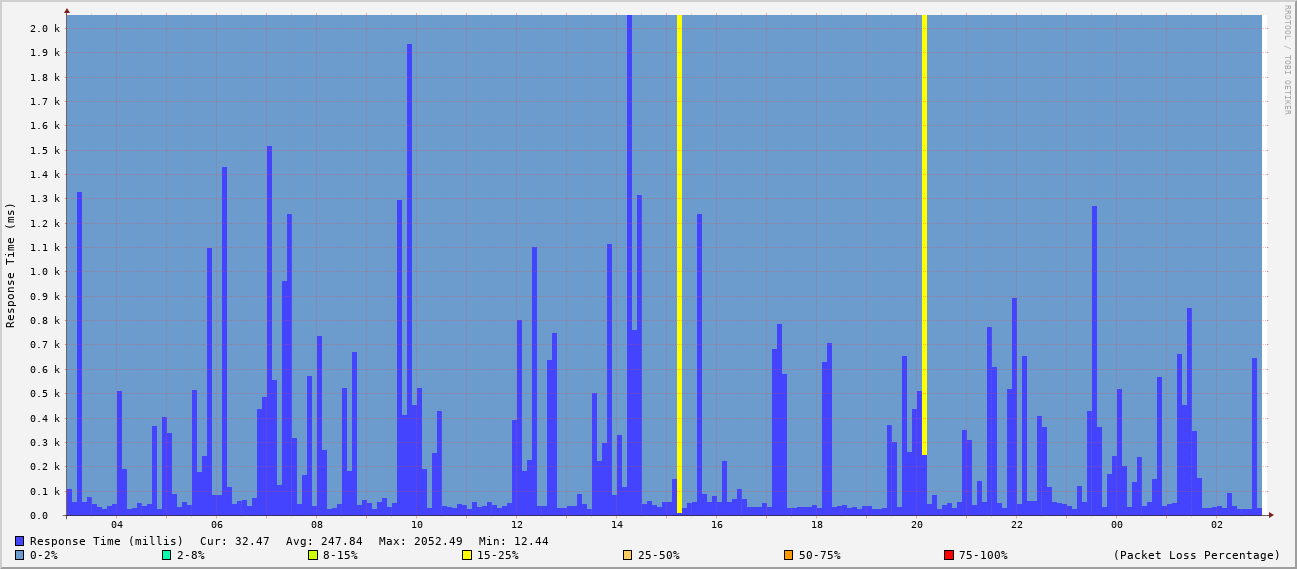 RRDTOOL / TOBI OETIKER
Response Time (ms)
2.0 k
1.9 k
1.8 k
1.7 k
1.6 k
1.5 k
1.4 k
1.3 k
1.2 k
1.1 k
1.0 k
0.9 k
0.8 k
0.7 k
0.6 k
0.5 k
0.4 k
0.3 k
0.2 k
0.1 k
0.0
04 06 08 10 12 14 16 18 20 22 00 02
Response Time (millis) Cur: 32.47 Avg: 247.84 Max: 2052.49 Min: 12.44
0-2% 2-8% 8-15% 15-25% 25-50% 50-75% 75-100% (Packet Loss Percentage)